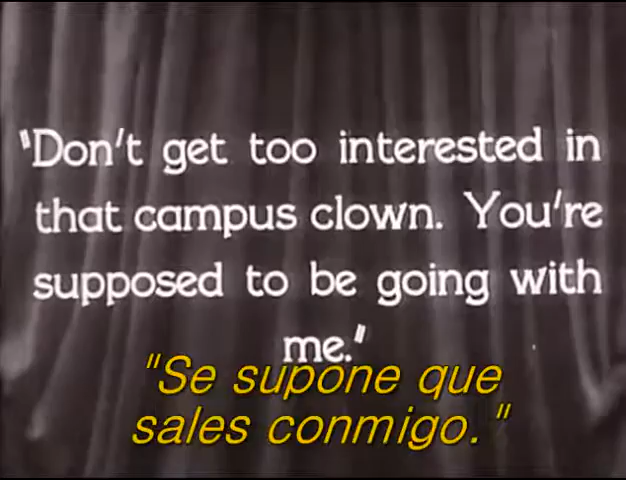 "Don't get too interested in
that campus clown. You're
supposed to be going with
me."
"Se supone que
sales conmigo."